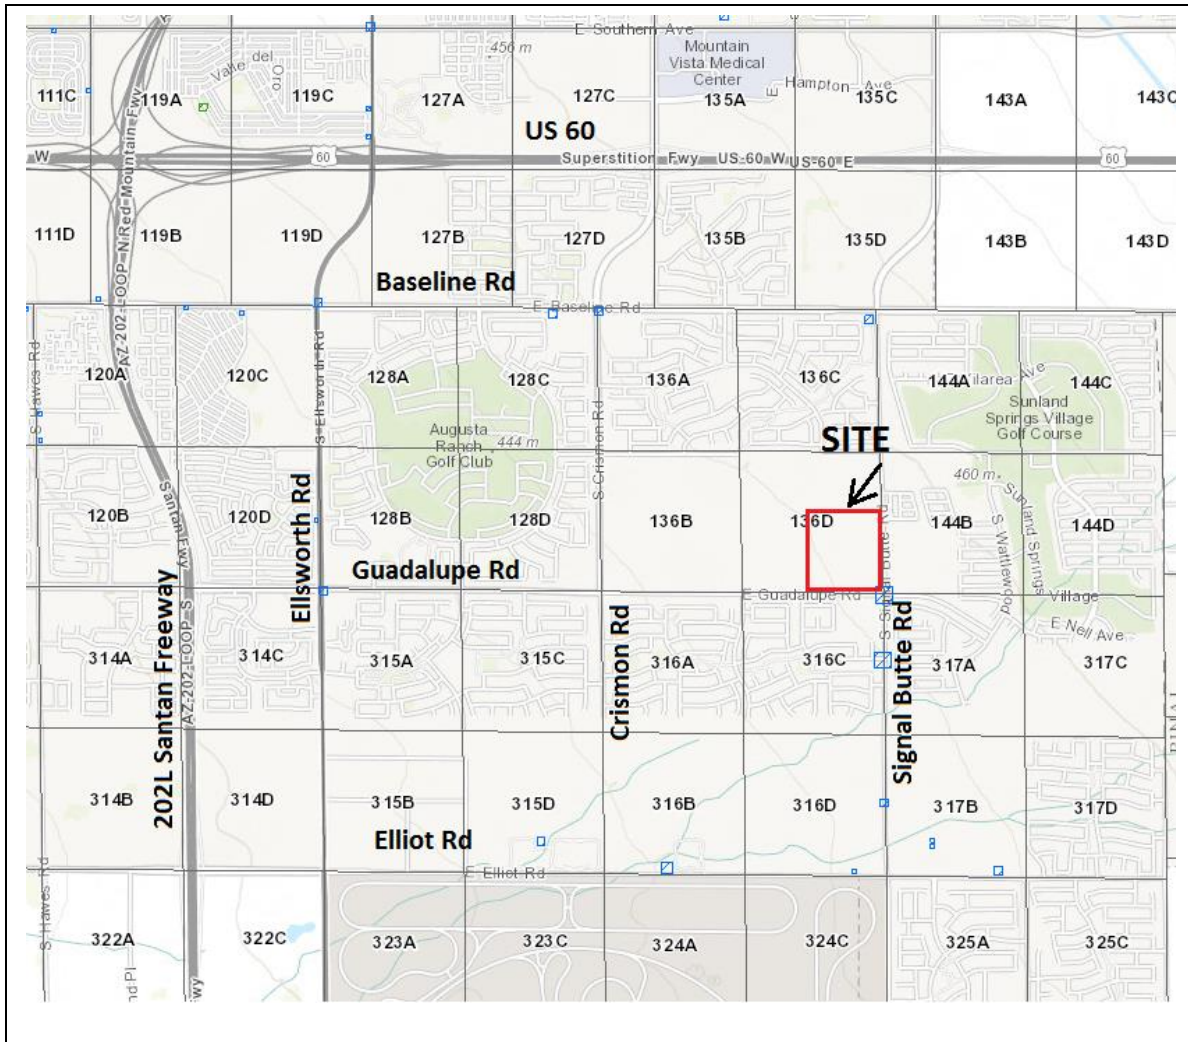 E Southern Ave
456 m
Mountain
Vista Medical
Center
Valle del
Oro
E Hampton Ave
111C
119A
119C
127A
127C
135A
135C
143A
143C
US 60
W
60
Superstition Fwy US-60 W US-60 E
60
AZ-202 LOOP N Red Mountain Fwy
111D
119B
119D
127B
127D
135B
135D
143B
143D
Baseline Rd
E Baseline Rd
S Hawes Rd
S Ellsworth Rd
S Crismon Rd
120A
120C
128A
128C
136A
136C
144A
144C
Sunland
Springs Village
Golf Course
Augusta
Ranch
Golf Club
444 m
SITE
460 m
Santan Fwy
120B
120D
128B
128D
136B
136D
144B
144D
S Signal Butte Rd
S Wattlewood
Sunland Springs
Village
Ellsworth Rd
Guadalupe Rd
E Guadalupe Rd
E Nell Ave
202L Santan Freeway
AZ-202 LOOP S
Crismon Rd
Signal Butte Rd
314A
314C
315A
315C
316A
316C
317A
317C
314B
314D
315B
315D
316B
316D
317B
317D
Elliot Rd
E Elliot Rd
S Hawes Rd
322A
322C
323A
323C
324A
324C
325A
325C